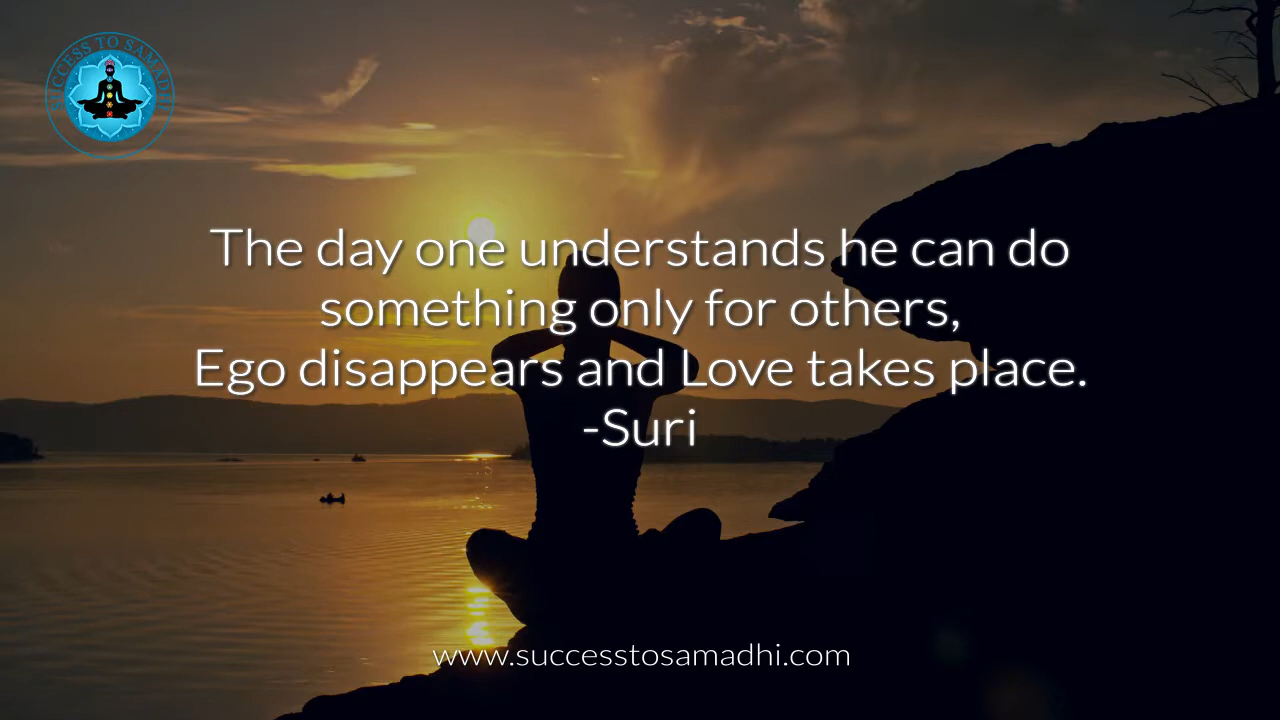 SUCCESS TO SAMADHI
The day one understands he can do
something only for others,
Ego disappears and Love takes place.
-Suri
www.successtosamadhi.com